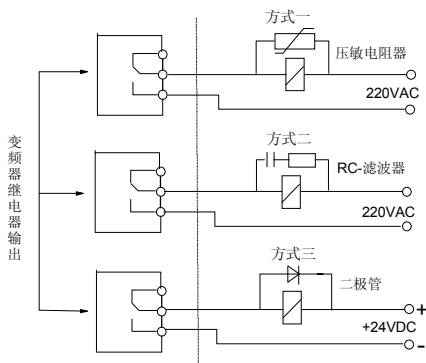 方式一
压敏电阻器
220VAC
方式二
RC-滤波器
220VAC
变频器继电器输出
方式三
二极管
+
+24VDC
-